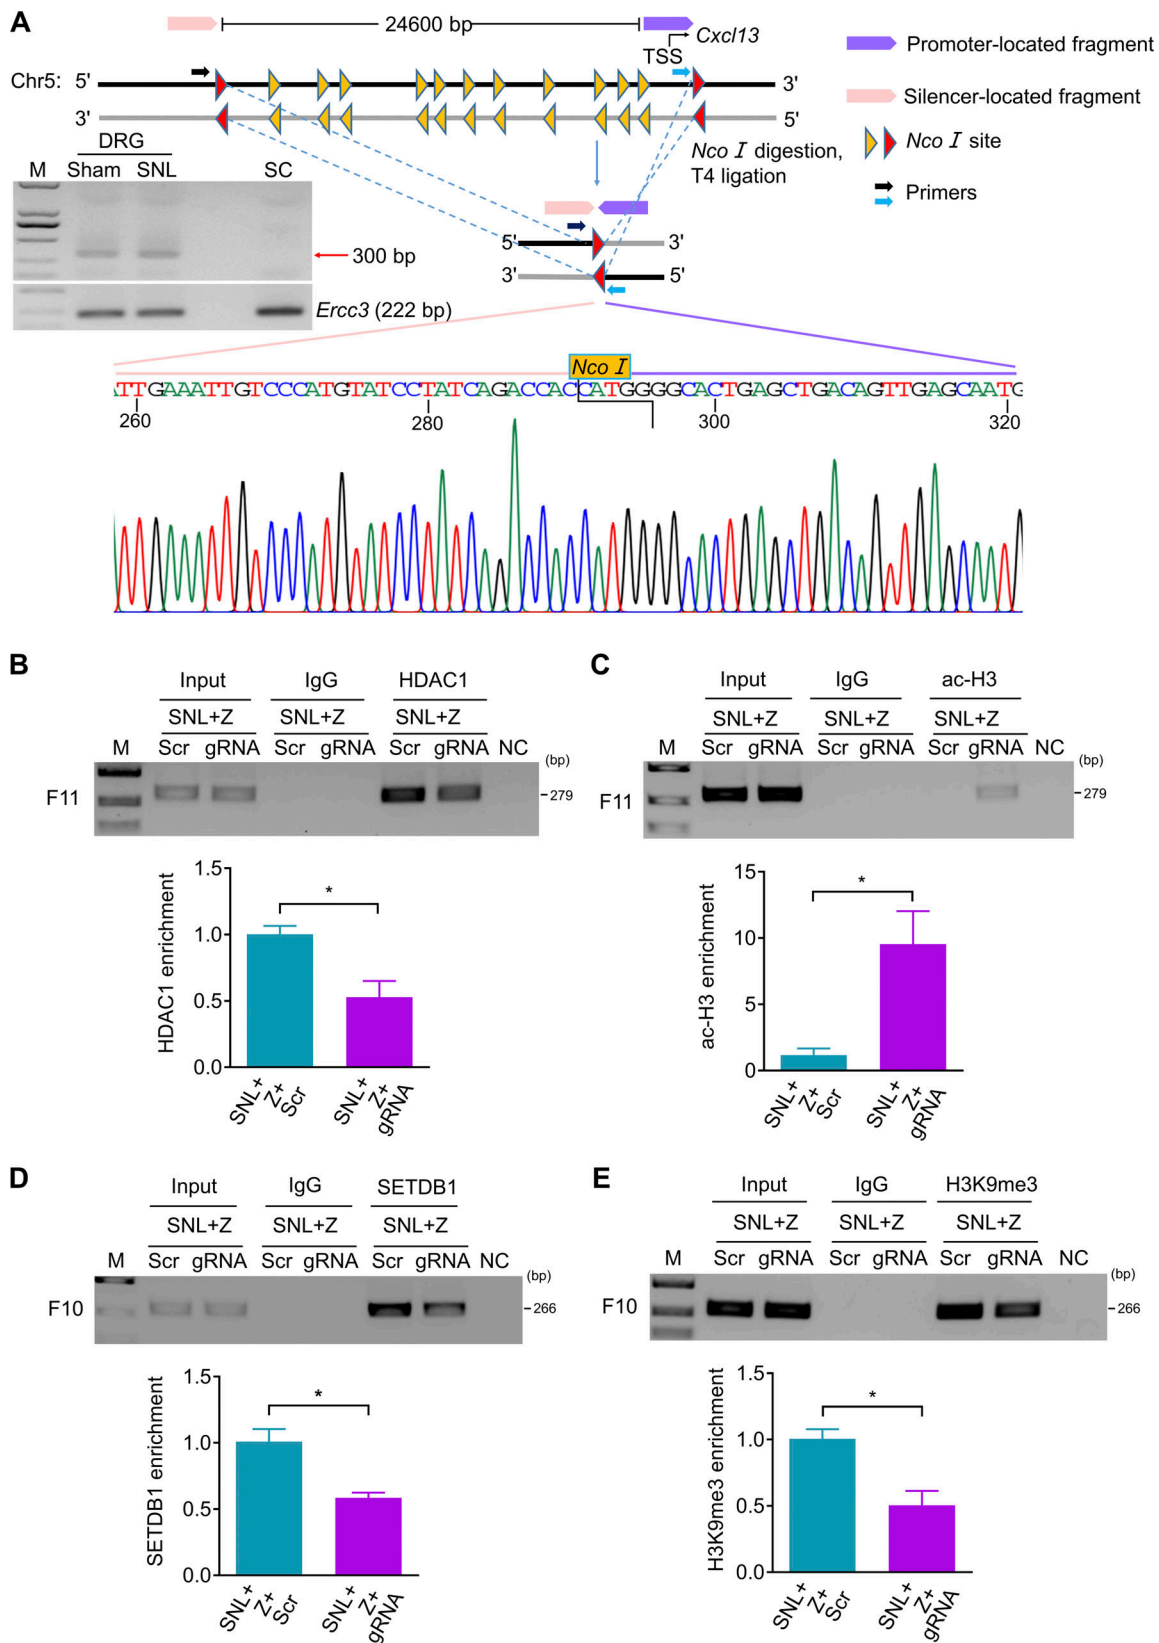 A
24600 bp
Cxcl13
TSS
Chr5:
5'
3'
3'
5'
Promoter-located fragment
Silencer-located fragment
Nco I site
Primers
Nco I digestion,
T4 ligation
DRG
M
Sham
SNL
SC
300 bp
Ercc3 (222 bp)
5'
3'
3'
5'
Nco I
ATTGAAATTGTCCCATGTATCCTATCAGACCACCATGGGGCACTGAGCTGACAGTTGAGCAATG
260
280
300
320
B
Input
IgG
HDAC1
SNL+Z
SNL+Z
SNL+Z
M
Scr
gRNA
Scr
gRNA
Scr
gRNA
NC
(bp)
F11
279
HDAC1 enrichment
1.5
1.0
0.5
0.0
*
SNL+
Z+
Scr
SNL+
Z+
gRNA
C
Input
IgG
ac-H3
SNL+Z
SNL+Z
SNL+Z
M
Scr
gRNA
Scr
gRNA
Scr
gRNA
NC
(bp)
F11
279
ac-H3 enrichment
15
10
5
0
*
SNL+
Z+
Scr
SNL+
Z+
gRNA
D
Input
IgG
SETDB1
SNL+Z
SNL+Z
SNL+Z
M
Scr
gRNA
Scr
gRNA
Scr
gRNA
NC
(bp)
F10
266
SETDB1 enrichment
1.5
1.0
0.5
0.0
*
SNL+
Z+
Scr
SNL+
Z+
gRNA
E
Input
IgG
H3K9me3
SNL+Z
SNL+Z
SNL+Z
M
Scr
gRNA
Scr
gRNA
Scr
gRNA
NC
(bp)
F10
266
H3K9me3 enrichment
1.5
1.0
0.5
0.0
*
SNL+
Z+
Scr
SNL+
Z+
gRNA